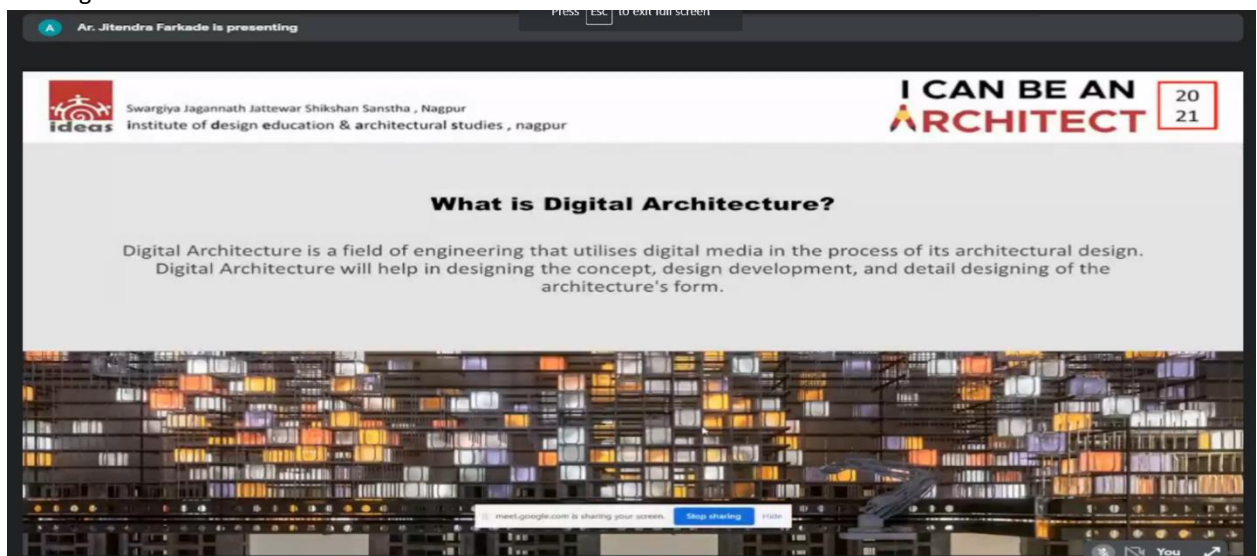 Press Esc to exit full screen
A Ar. Jitendra Farkade is presenting
ideas
Swargiya Jagannath Jattewar Shikshan Sanstha , Nagpur
institute of design education & architectural studies , nagpur
I CAN BE AN
ARCHITECT
20
21
What is Digital Architecture?
Digital Architecture is a field of engineering that utilises digital media in the process of its architectural design.
Digital Architecture will help in designing the concept, design development, and detail designing of the
architecture's form.
meet.google.com is sharing your screen. Stop sharing Hide
You